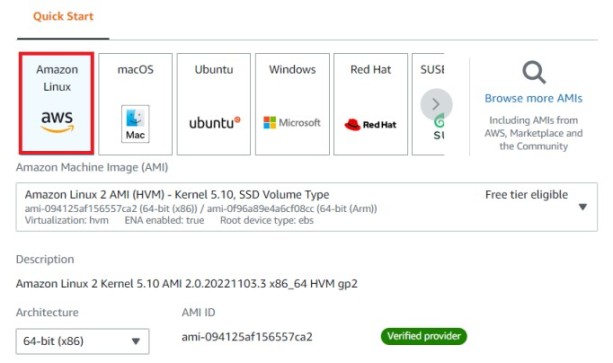 Quick Start
Amazon
Linux
aws
macOS
Mac
Ubuntu
ubuntu
Windows
Microsoft
Red Hat
Red Hat
SUSE
SU
Browse more AMIs
Including AMIs from
AWS, Marketplace and
the Community
Amazon Machine Image (AMI)
Amazon Linux 2 AMI (HVM) - Kernel 5.10, SSD Volume Type
Free tier eligible
ami-094125af156557ca2 (64-bit (x86)) / ami-0f96a89e4a6cf08cc (64-bit (Arm))
Virtualization: hvm ENA enabled: true Root device type: ebs
Description
Amazon Linux 2 Kernel 5.10 AMI 2.0.20221103.3 x86_64 HVM gp2
Architecture
AMI ID
64-bit (x86)
ami-094125af156557ca2
Verified provider